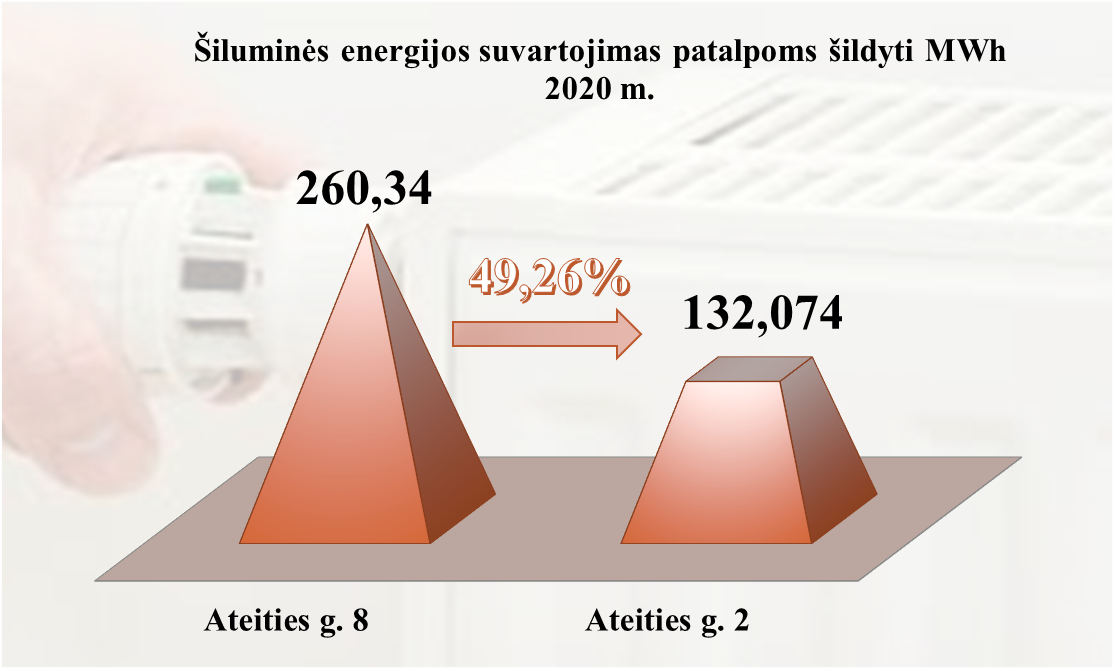 Šiluminės energijos suvartojimas patalpoms šildyti MWh
2020 m.
260,34
49,26%
132,074
Ateities g. 8
Ateities g. 2